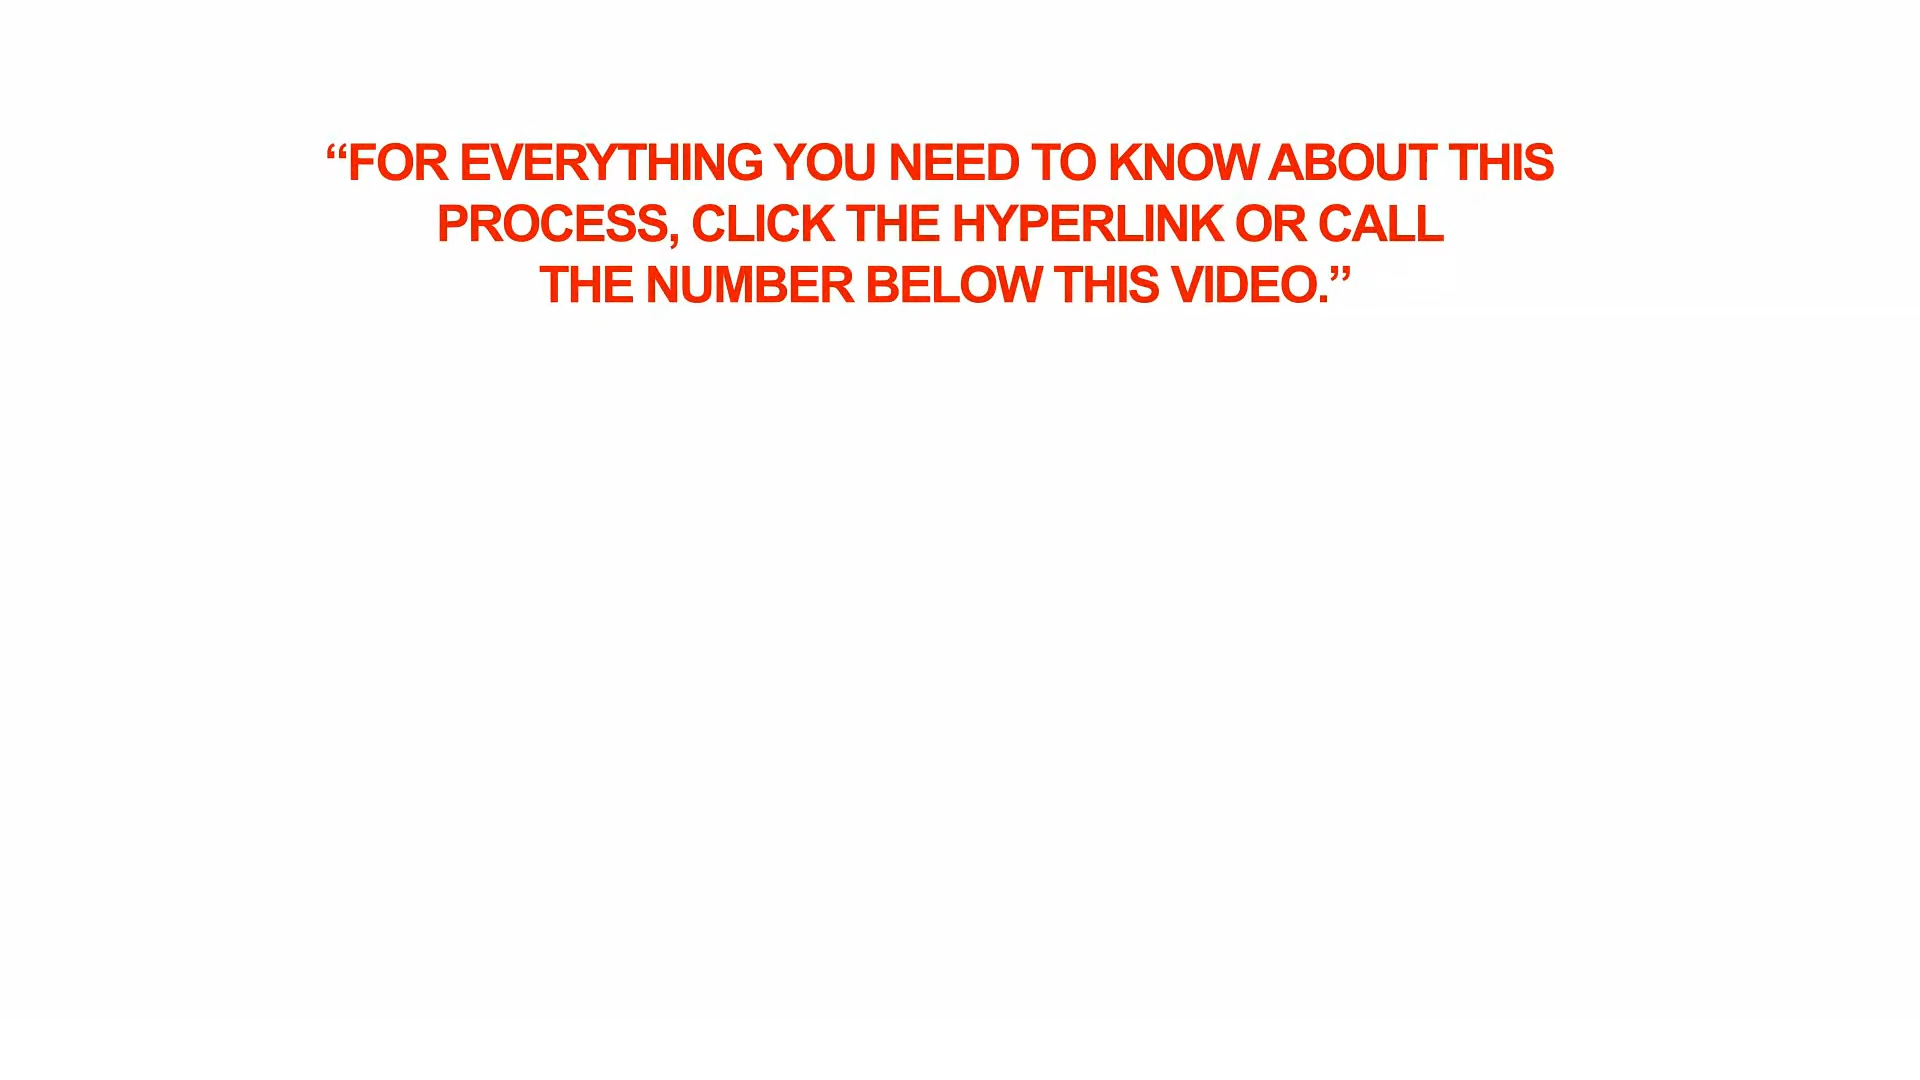 “FOR EVERYTHING YOU NEED TO KNOW ABOUT THIS
PROCESS, CLICK THE HYPERLINK OR CALL
THE NUMBER BELOW THIS VIDEO.”